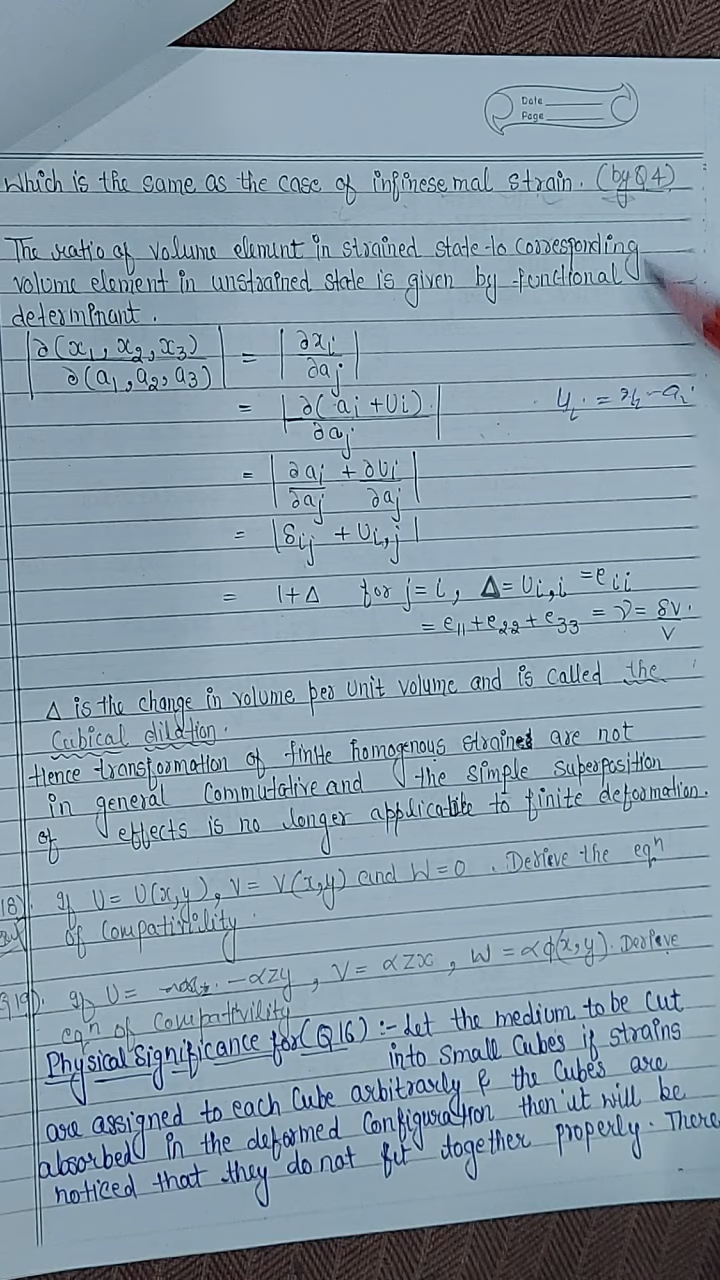 Date
Page
Which is the same as the case of infinesemal strain. (by Q4)
The ratio of volume element in strained state to corresponding
volume element in unstrained state is given by functional
determinant.
|∂(x₁, x₂, x₃) / ∂(a₁, a₂, a₃)| = |∂xᵢ / ∂aⱼ|
= |∂(aᵢ + Uᵢ) / ∂aⱼ| uᵢ = xᵢ - aᵢ
= |∂aᵢ/∂aⱼ + ∂Uᵢ/∂aⱼ|
= |δᵢⱼ + Uᵢ,ⱼ|
= 1+Δ for j=i, Δ= Uᵢ,ᵢ = eᵢᵢ
= e₁₁ + e₂₂ + e₃₃ = ν = δV/V
Δ is the change in volume per unit volume and is called the
Cubical dilation.
Hence transformation of finite homogenous strained are not
in general Commutative and the simple superposition
of effects is no longer applicable to finite deformation.
18). If U= U(x,y), V= V(x,y) and W=0. Derieve the eqn
of Compatibility.
Q19). If U= -αzy, V= αzx, W= αϕ(x,y). Derieve
eqn of Compatibility
Physical Significance for (Q16) :- Let the medium to be cut
into small Cubes if strains
are assigned to each Cube arbitrarly & the Cubes are
absorbed in the deformed Configuration then it will be
noticed that they do not fit together properly. There